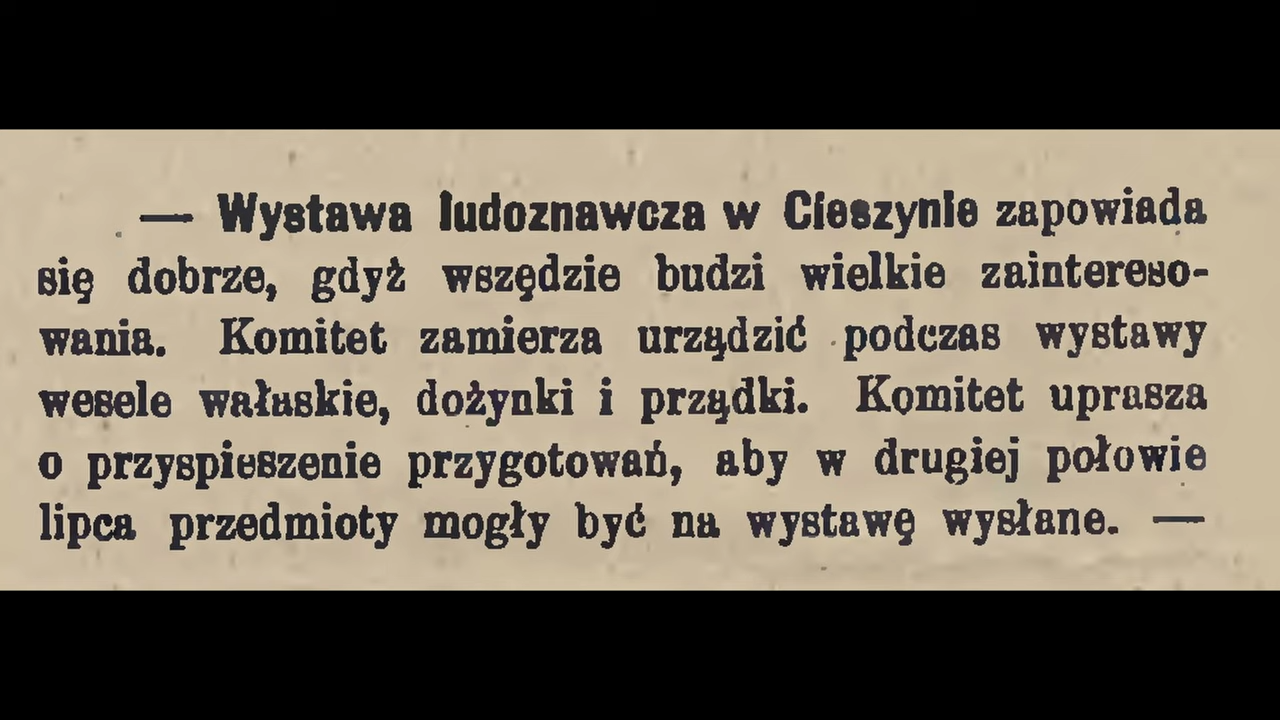 — Wystawa ludoznawcza w Cieszynie zapowiada
się dobrze, gdyż wszędzie budzi wielkie zaintereso-
wania. Komitet zamierza urządzić podczas wystawy
wesele wałaskie, dożynki i prządki. Komitet uprasza
o przyspieszenie przygotowań, aby w drugiej połowie
lipca przedmioty mogły być na wystawę wysłane. —